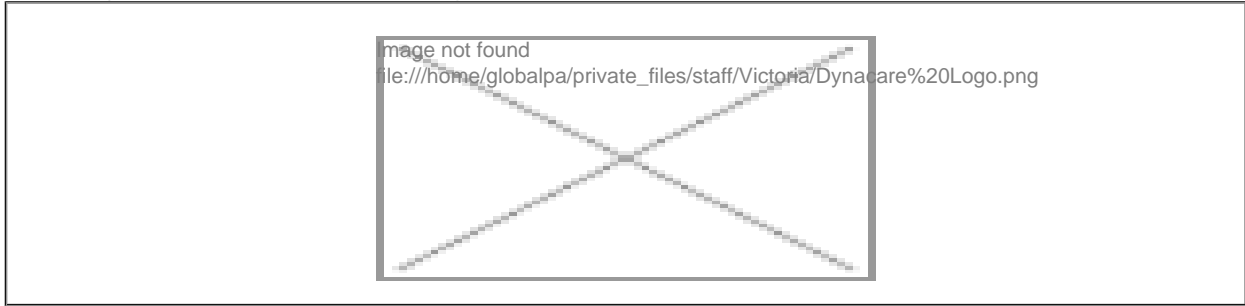 Image not found
file:///home/globalpa/private_files/staff/Victoria/Dynacare%20Logo.png